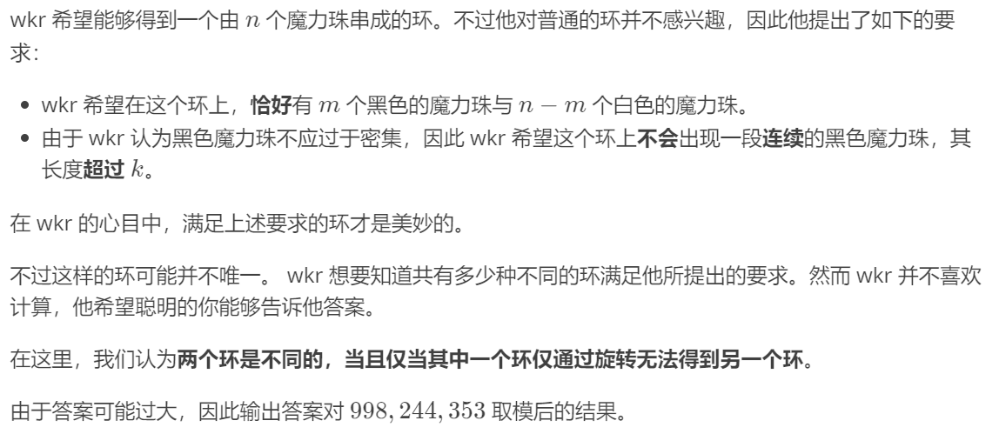 wkr 希望能够得到一个由 n 个魔力珠串成的环。不过他对普通的环并不感兴趣，因此他提出了如下的要
求：
• wkr 希望在这个环上，恰好有 m 个黑色的魔力珠与 n − m 个白色的魔力珠。
• 由于 wkr 认为黑色魔力珠不应过于密集，因此 wkr 希望这个环上不会出现一段连续的黑色魔力珠，其
长度超过 k。
在 wkr 的心目中，满足上述要求的环才是美妙的。
不过这样的环可能并不唯一。 wkr 想要知道共有多少种不同的环满足他所提出的要求。然而 wkr 并不喜欢
计算，他希望聪明的你能够告诉他答案。
在这里，我们认为两个环是不同的，当且仅当其中一个环仅通过旋转无法得到另一个环。
由于答案可能过大，因此输出答案对 998, 244, 353 取模后的结果。